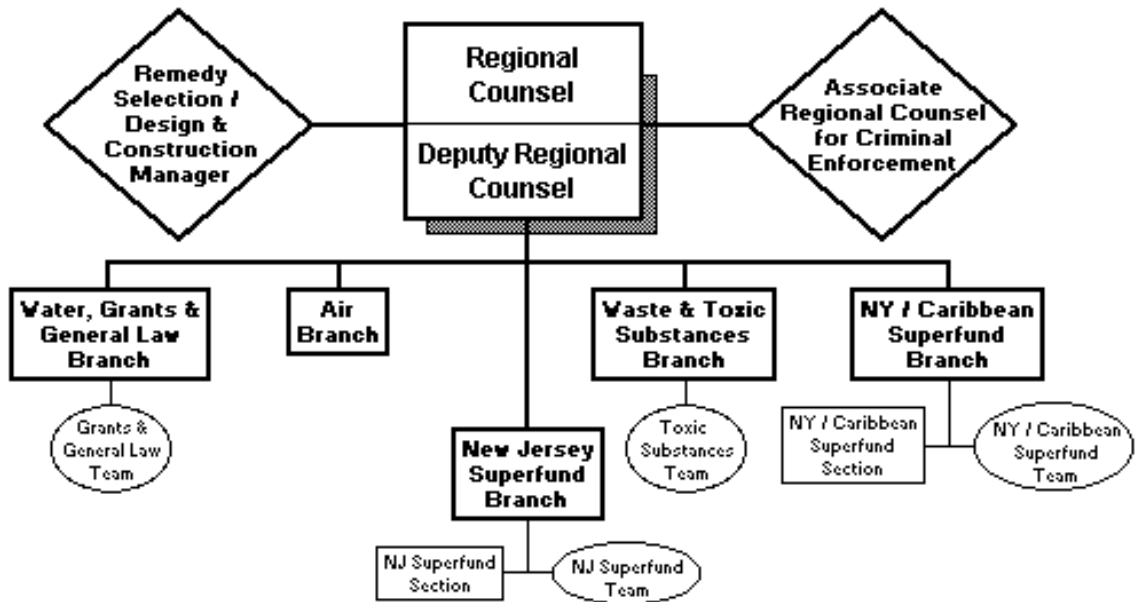 Remedy
Selection /
Design &
Construction
Manager
Regional
Counsel
Deputy Regional
Counsel
Associate
Regional Counsel
for Criminal
Enforcement
Water, Grants &
General Law
Branch
Air
Branch
Waste & Toxic
Substances
Branch
NY / Caribbean
Superfund
Branch
Grants &
General Law
Team
New Jersey
Superfund
Branch
Toxic
Substances
Team
NY / Caribbean
Superfund
Section
NY / Caribbean
Superfund
Team
NJ Superfund
Section
NJ Superfund
Team